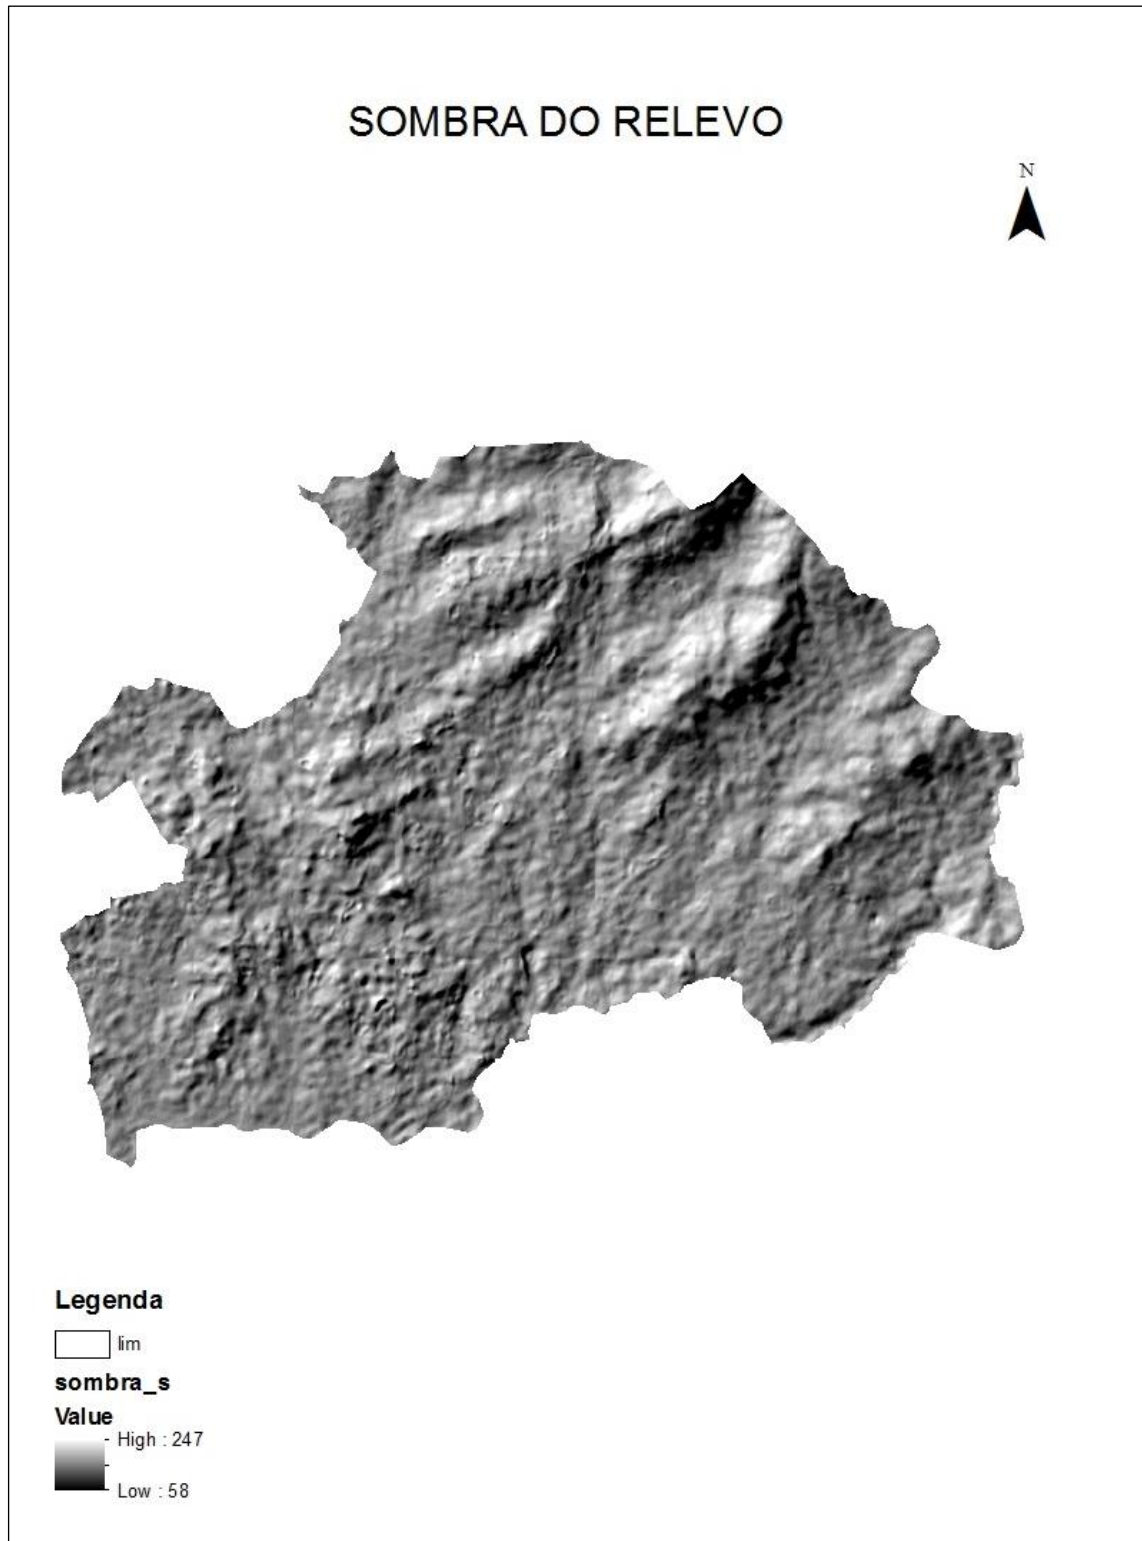 SOMBRA DO RELEVO
N
Legenda
lim
sombra_s
Value
High : 247
Low : 58